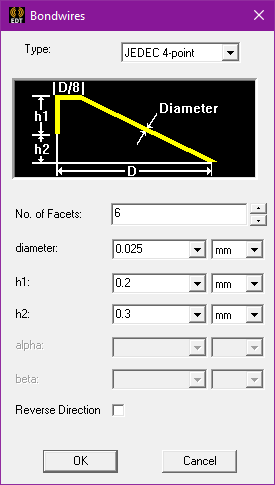 EDT Bondwires
Type: JEDEC 4-point
D/8
h1
Diameter
h2
D
No. of Facets: 6
diameter: 0.025 mm
h1: 0.2 mm
h2: 0.3 mm
alpha:
beta:
Reverse Direction
OK Cancel